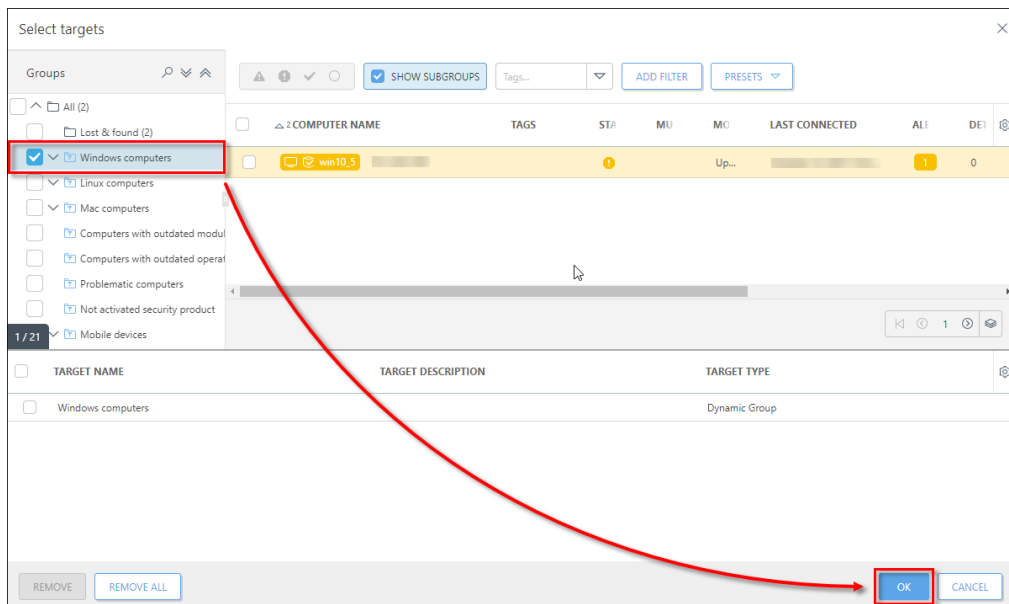 Select targets
Groups
SHOW SUBGROUPS
Tags...
ADD FILTER
PRESETS
All (2)
Lost & found (2)
Windows computers
Linux computers
Mac computers
Computers with outdated modul
Computers with outdated operat
Problematic computers
Not activated security product
Mobile devices
1 / 21
2 COMPUTER NAME TAGS STA MU MO LAST CONNECTED ALE DET
win10_5 Up... 1 0
1
TARGET NAME TARGET DESCRIPTION TARGET TYPE
Windows computers Dynamic Group
REMOVE REMOVE ALL OK CANCEL